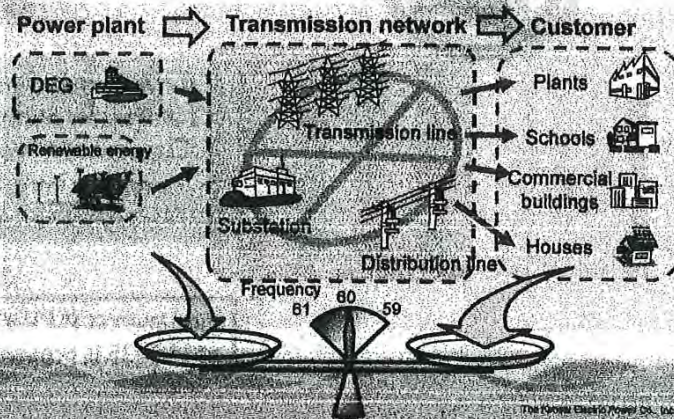 Power plant
Transmission network
Customer
DEG
Renewable energy
Transmission line
Substation
Distribution line
Plants
Schools
Commercial
buildings
Houses
Frequency
61
60
59
The Kansai Electric Power Co., Inc.